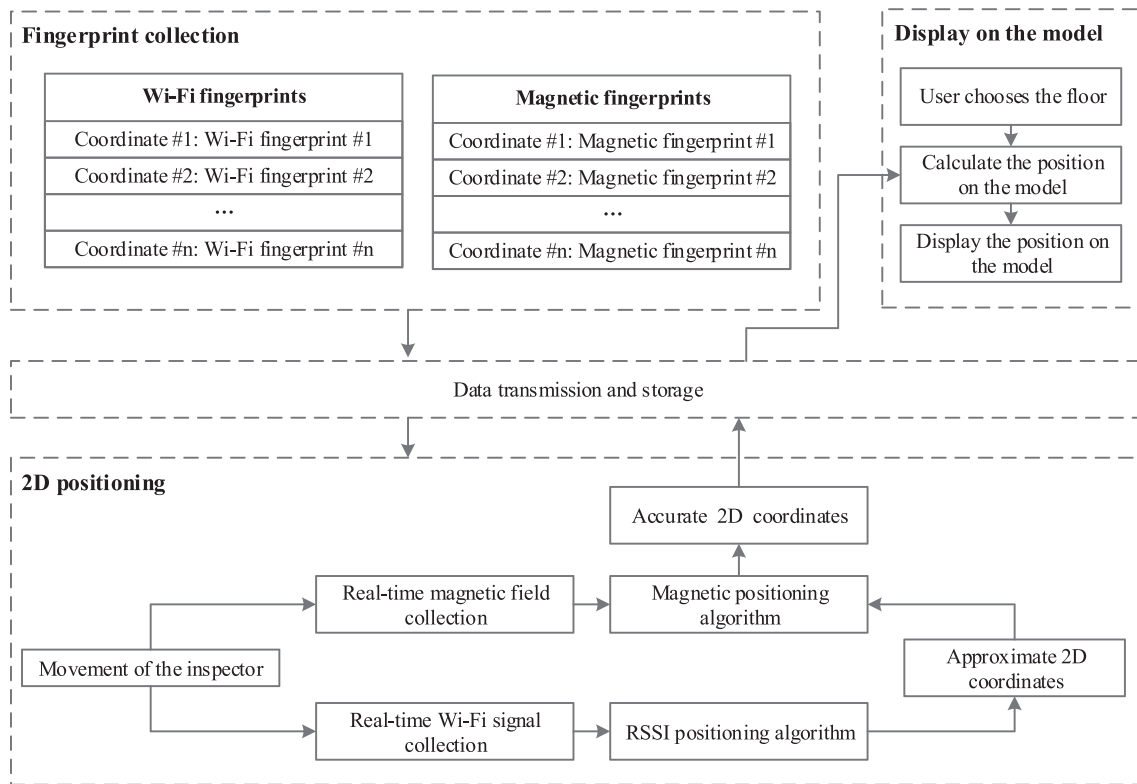 Fingerprint collection
Wi-Fi fingerprints
Coordinate #1: Wi-Fi fingerprint #1
Coordinate #2: Wi-Fi fingerprint #2
...
Coordinate #n: Wi-Fi fingerprint #n
Magnetic fingerprints
Coordinate #1: Magnetic fingerprint #1
Coordinate #2: Magnetic fingerprint #2
...
Coordinate #n: Magnetic fingerprint #n
Display on the model
User chooses the floor
Calculate the position
on the model
Display the position on
the model
Data transmission and storage
2D positioning
Accurate 2D coordinates
Real-time magnetic field
collection
Magnetic positioning
algorithm
Movement of the inspector
Approximate 2D
coordinates
Real-time Wi-Fi signal
collection
RSSI positioning algorithm